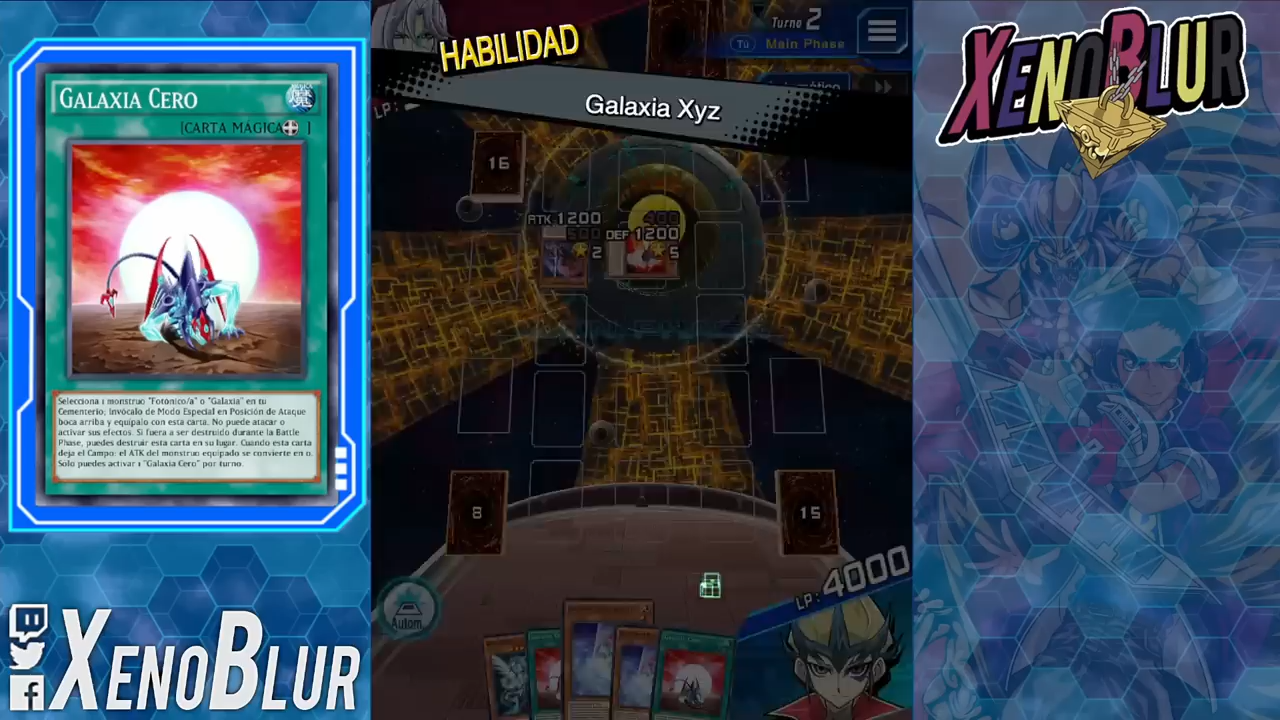 GALAXIA CERO
[CARTA MÁGICA ]
Selecciona 1 monstruo "Fotónico/a" o "Galaxia" en tu
Cementerio; Invócalo de Modo Especial en Posición de Ataque
boca arriba y equípalo con esta carta. No puede atacar o
activar sus efectos. Si fuera a ser destruido durante la Battle
Phase, puedes destruir esta carta en su lugar. Cuando esta carta
deja el Campo: el ATK del monstruo equipado se convierte en 0.
Sólo puedes activar 1 "Galaxia Cero" por turno.
XENOBLUR
HABILIDAD
Galaxia Xyz
Turno 2
Tú Main Phase
LP:
16
ATK 1200 400
500 DEF 1200
2 5
8
15
Autom.
LP: 4000
XENOBLUR